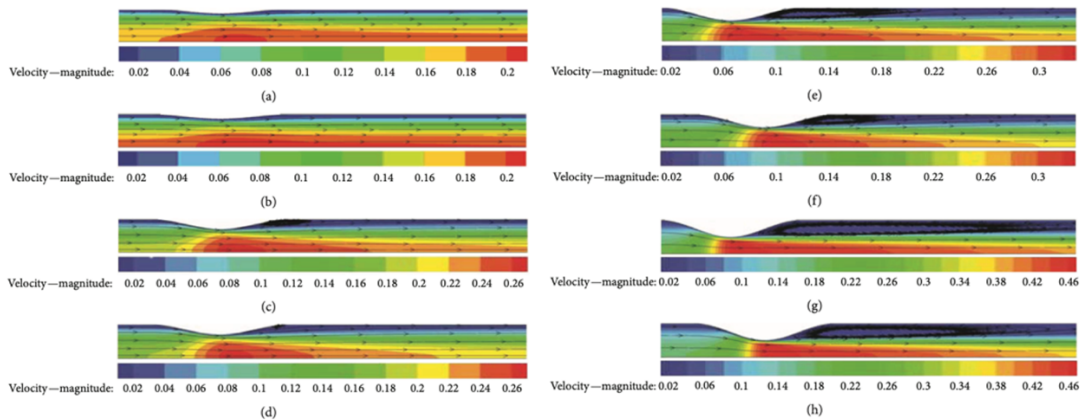 Velocity—magnitude: 0.02 0.04 0.06 0.08 0.1 0.12 0.14 0.16 0.18 0.2
(a)
Velocity—magnitude: 0.02 0.04 0.06 0.08 0.1 0.12 0.14 0.16 0.18 0.2
(b)
Velocity—magnitude: 0.02 0.04 0.06 0.08 0.10 0.12 0.14 0.16 0.18 0.20 0.22 0.24 0.26
(c)
Velocity—magnitude: 0.02 0.04 0.06 0.08 0.1 0.12 0.14 0.16 0.18 0.2 0.22 0.24 0.26
(d)
Velocity—magnitude: 0.02 0.06 0.1 0.14 0.18 0.22 0.26 0.3
(e)
Velocity—magnitude: 0.02 0.06 0.1 0.14 0.18 0.22 0.26 0.3
(f)
Velocity—magnitude: 0.02 0.06 0.10 0.14 0.18 0.22 0.26 0.30 0.34 0.38 0.42 0.46
(g)
Velocity—magnitude: 0.02 0.06 0.1 0.14 0.18 0.22 0.26 0.3 0.34 0.38 0.42 0.46
(h)